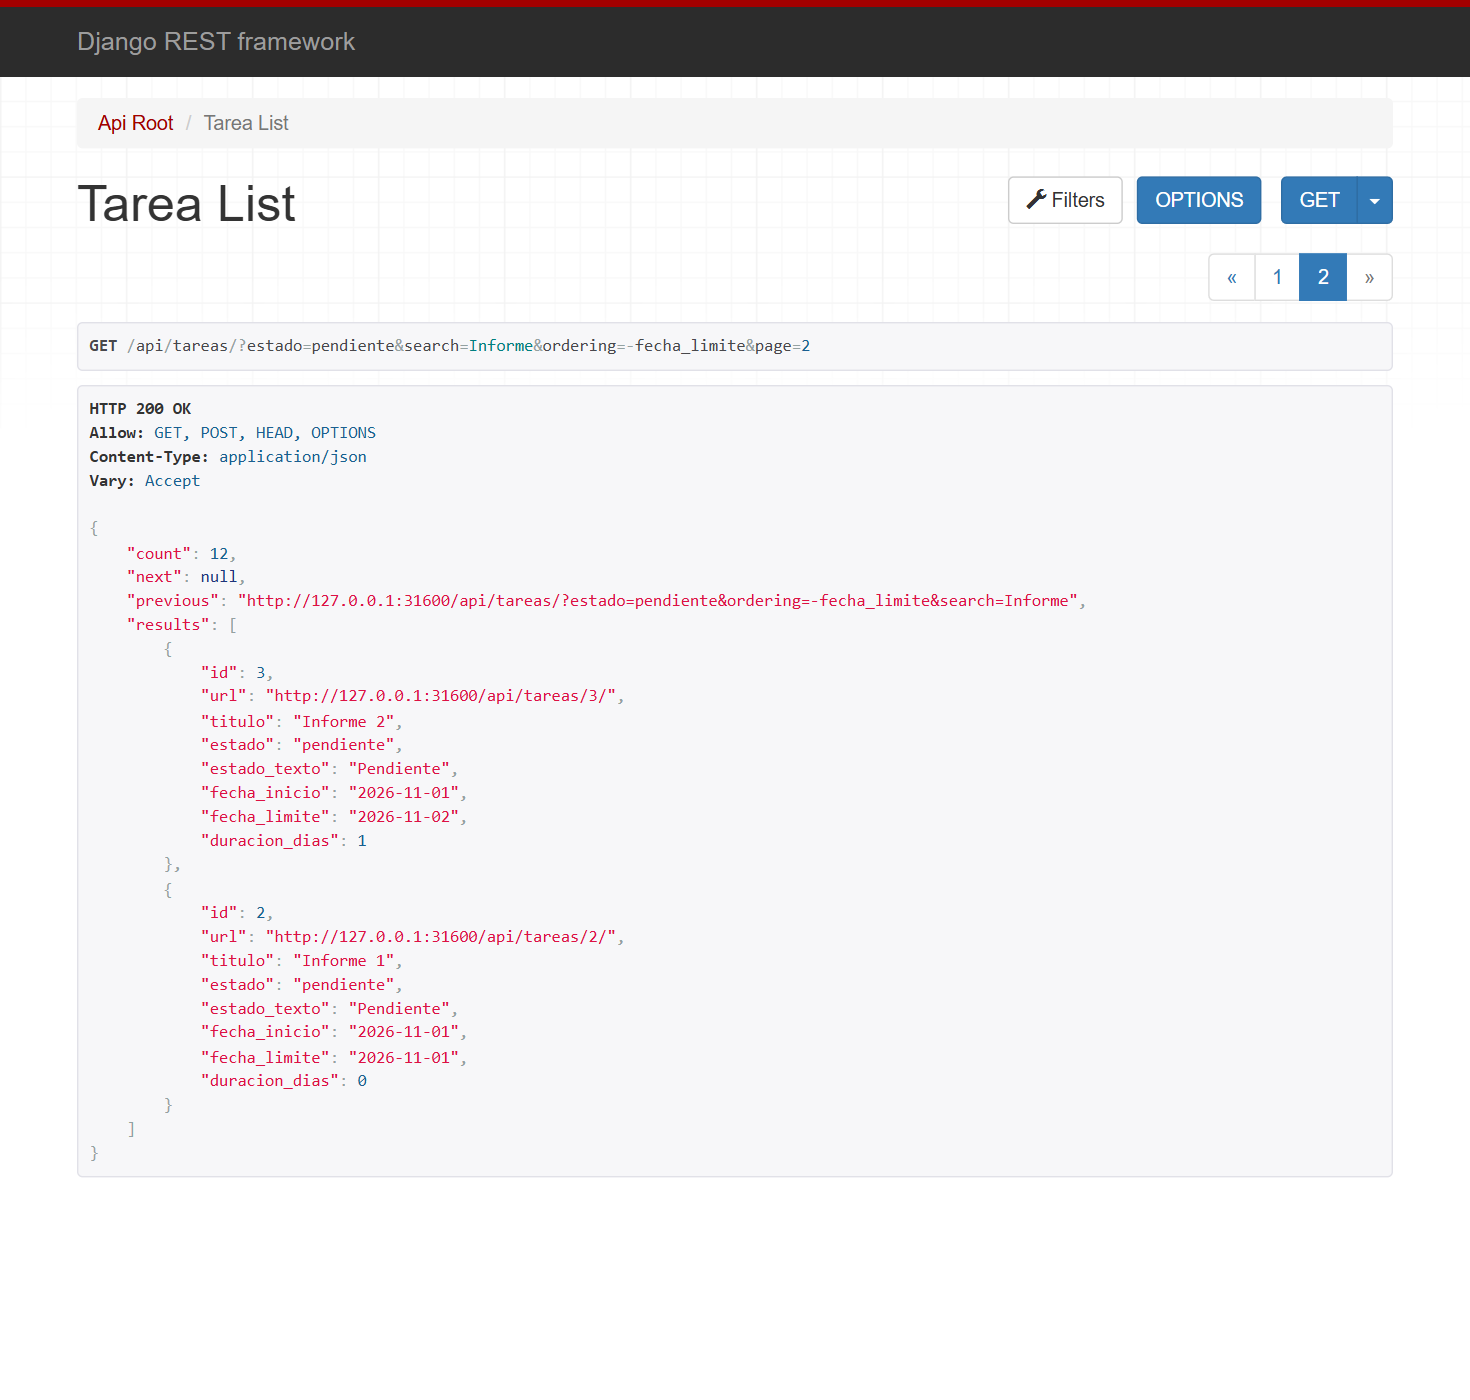 Django REST framework
Api Root / Tarea List
Tarea List
Filters
OPTIONS
GET
« 1 2 »
GET /api/tareas/?estado=pendiente&search=Informe&ordering=-fecha_limite&page=2
HTTP 200 OK
Allow: GET, POST, HEAD, OPTIONS
Content-Type: application/json
Vary: Accept
{
    "count": 12,
    "next": null,
    "previous": "http://127.0.0.1:31600/api/tareas/?estado=pendiente&ordering=-fecha_limite&search=Informe",
    "results": [
        {
            "id": 3,
            "url": "http://127.0.0.1:31600/api/tareas/3/",
            "titulo": "Informe 2",
            "estado": "pendiente",
            "estado_texto": "Pendiente",
            "fecha_inicio": "2026-11-01",
            "fecha_limite": "2026-11-02",
            "duracion_dias": 1
        },
        {
            "id": 2,
            "url": "http://127.0.0.1:31600/api/tareas/2/",
            "titulo": "Informe 1",
            "estado": "pendiente",
            "estado_texto": "Pendiente",
            "fecha_inicio": "2026-11-01",
            "fecha_limite": "2026-11-01",
            "duracion_dias": 0
        }
    ]
}